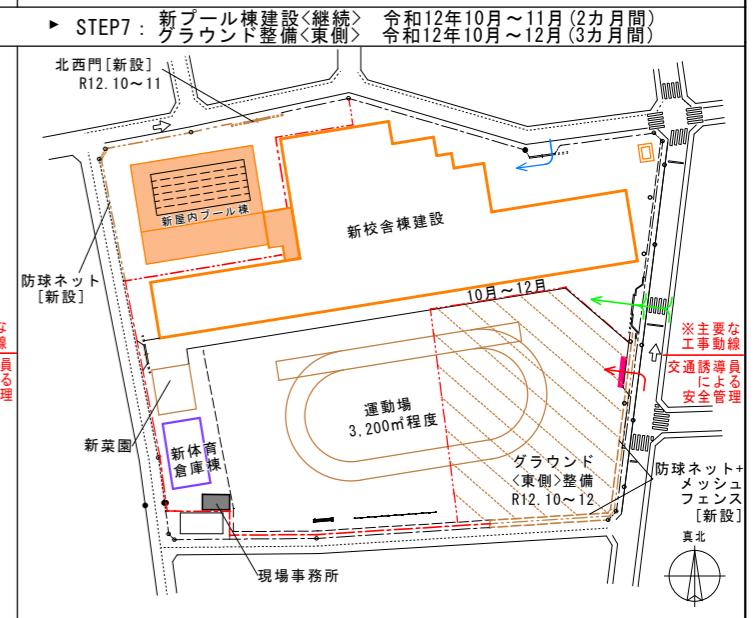 ▶ STEP7：新プール棟建設<継続> 令和12年10月～11月(2カ月間)
グラウンド整備<東側> 令和12年10月～12月(3カ月間)
北西門[新設]
R12.10～11
新屋内プール棟
新校舎棟建設
防球ネット
[新設]
10月～12月
※主要な
工事動線
交通誘導員
による
安全管理
な
線
員
る
理
運動場
3,200㎡程度
新菜園
新体育
倉庫棟
グラウンド
<東側>整備
R12.10～12
防球ネット+
メッシュ
フェンス
[新設]
真北
現場事務所